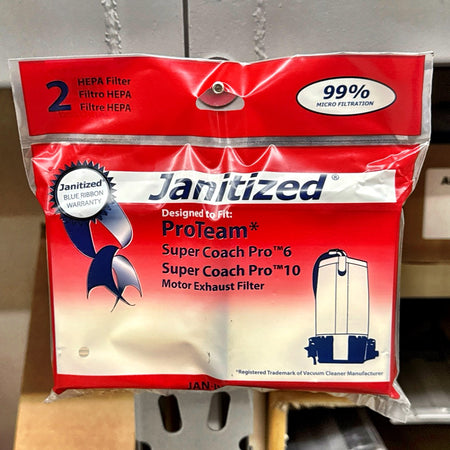 2
HEPA Filter
Filtro HEPA
Filtre HEPA
99%
MICRO FILTRATION
Janitized
BLUE RIBBON
WARRANTY
Janitized®
Designed to Fit:
ProTeam*
Super Coach Pro™6
Super Coach Pro™10
Motor Exhaust Filter
*Registered Trademark of Vacuum Cleaner Manufacturer